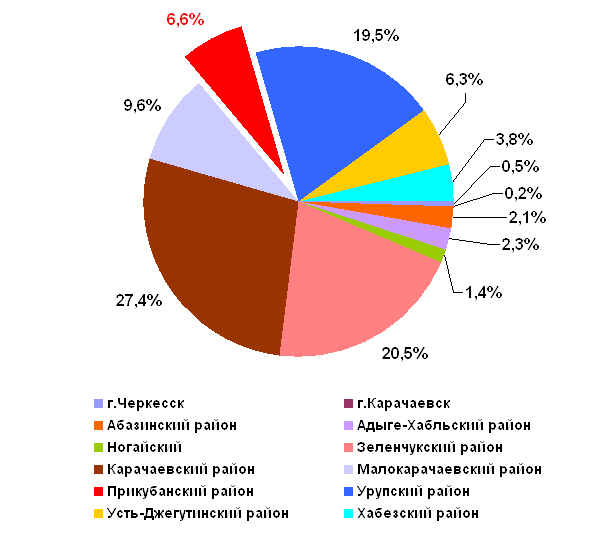 6,6%
19,5%
6,3%
9,6%
3,8%
0,5%
0,2%
2,1%
2,3%
1,4%
27,4%
20,5%
г.Черкесск г.Карачаевск
Абазинский район Адыге-Хабльский район
Ногайский Зеленчукский район
Карачаевский район Малокарачаевский район
Прикубанский район Урупский район
Усть-Джегутинский район Хабезский район